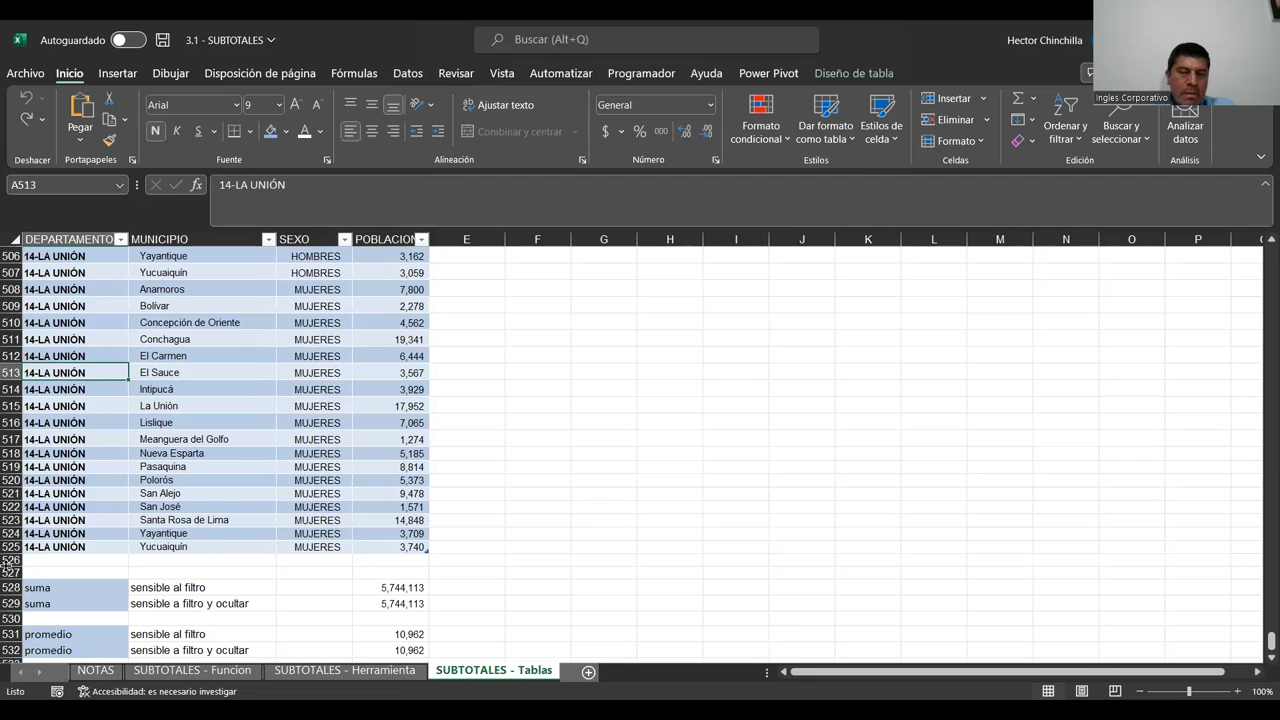 Autoguardado
3.1 - SUBTOTALES
Buscar (Alt+Q)
Hector Chinchilla
Ingles Corporativo
Archivo Inicio Insertar Dibujar Disposición de página Fórmulas Datos Revisar Vista Automatizar Programador Ayuda Power Pivot Diseño de tabla
Pegar
Arial 9
N K S
Ajustar texto
Combinar y centrar
General
$ % 000
Formato condicional
Dar formato como tabla
Estilos de celda
Insertar
Eliminar
Formato
Ordenar y filtrar
Buscar y seleccionar
Analizar datos
Deshacer Portapapeles Fuente Alineación Número Estilos Celdas Edición Análisis
A513 fx 14-LA UNIÓN
DEPARTAMENTO MUNICIPIO SEXO POBLACION E F G H I J K L M N O P
506 14-LA UNIÓN Yayantique HOMBRES 3,162
507 14-LA UNIÓN Yucuaiquín HOMBRES 3,059
508 14-LA UNIÓN Anamoros MUJERES 7,800
509 14-LA UNIÓN Bolívar MUJERES 2,278
510 14-LA UNIÓN Concepción de Oriente MUJERES 4,562
511 14-LA UNIÓN Conchagua MUJERES 19,341
512 14-LA UNIÓN El Carmen MUJERES 6,444
513 14-LA UNIÓN El Sauce MUJERES 3,567
514 14-LA UNIÓN Intipucá MUJERES 3,929
515 14-LA UNIÓN La Unión MUJERES 17,952
516 14-LA UNIÓN Lislique MUJERES 7,065
517 14-LA UNIÓN Meanguera del Golfo MUJERES 1,274
518 14-LA UNIÓN Nueva Esparta MUJERES 5,185
519 14-LA UNIÓN Pasaquina MUJERES 8,814
520 14-LA UNIÓN Polorós MUJERES 5,373
521 14-LA UNIÓN San Alejo MUJERES 9,478
522 14-LA UNIÓN San José MUJERES 1,571
523 14-LA UNIÓN Santa Rosa de Lima MUJERES 14,848
524 14-LA UNIÓN Yayantique MUJERES 3,709
525 14-LA UNIÓN Yucuaiquín MUJERES 3,740
526
527
528 suma sensible al filtro 5,744,113
529 suma sensible a filtro y ocultar 5,744,113
530
531 promedio sensible al filtro 10,962
532 promedio sensible a filtro y ocultar 10,962
NOTAS SUBTOTALES - Funcion SUBTOTALES - Herramienta SUBTOTALES - Tablas
Listo Accesibilidad: es necesario investigar 100%